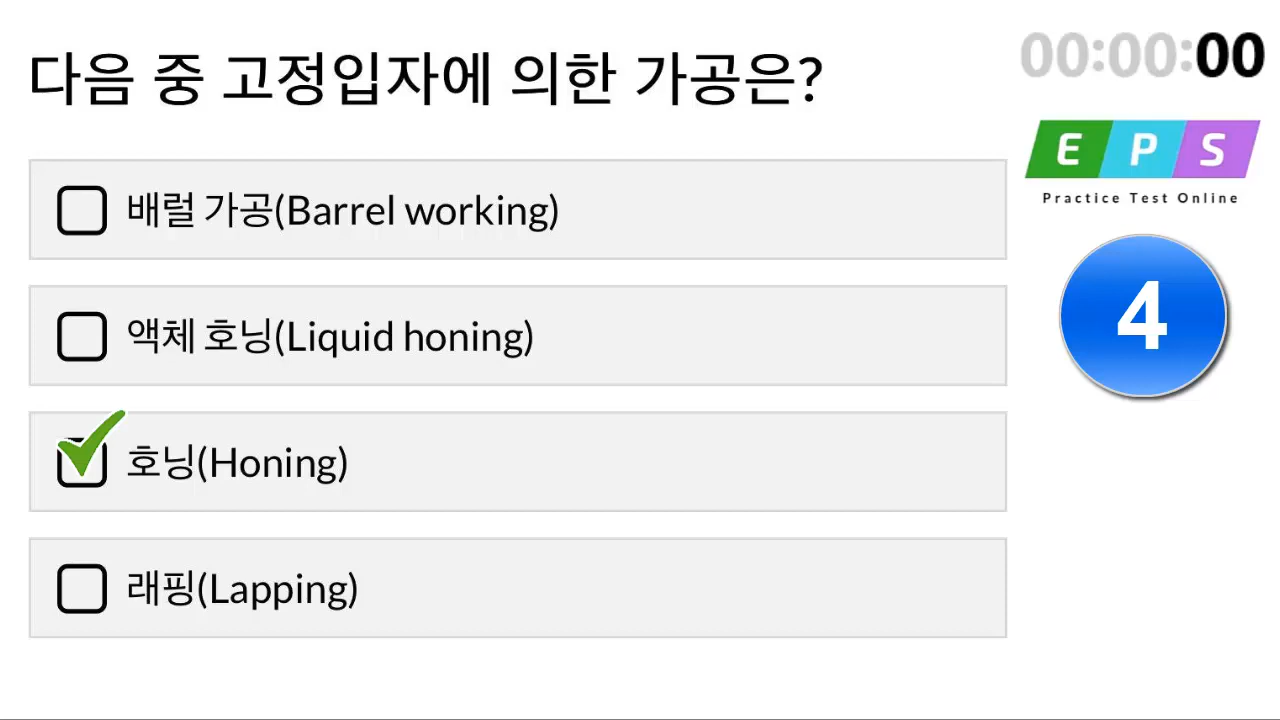 다음 중 고정입자에 의한 가공은?
00:00:00
EPS
Practice Test Online
4
배럴 가공(Barrel working)
액체 호닝(Liquid honing)
호닝(Honing)
래핑(Lapping)